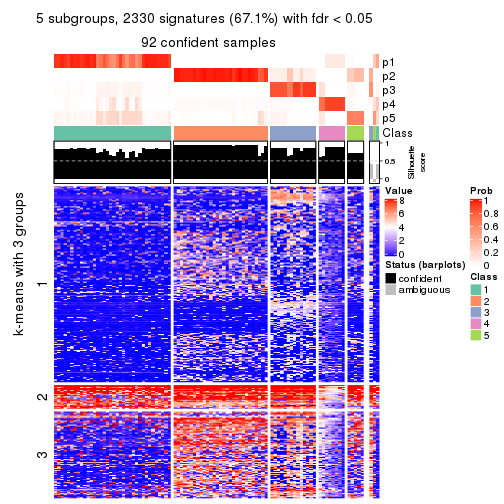 5 subgroups, 2330 signatures (67.1%) with fdr < 0.05
92 confident samples
p1
p2
p3
p4
p5
Class
1
0.5
0
Silhouette
score
k-means with 3 groups
1
2
3
Value
8
6
4
2
0
Status (barplots)
confident
ambiguous
Prob
1
0.8
0.6
0.4
0.2
0
Class
1
2
3
4
5